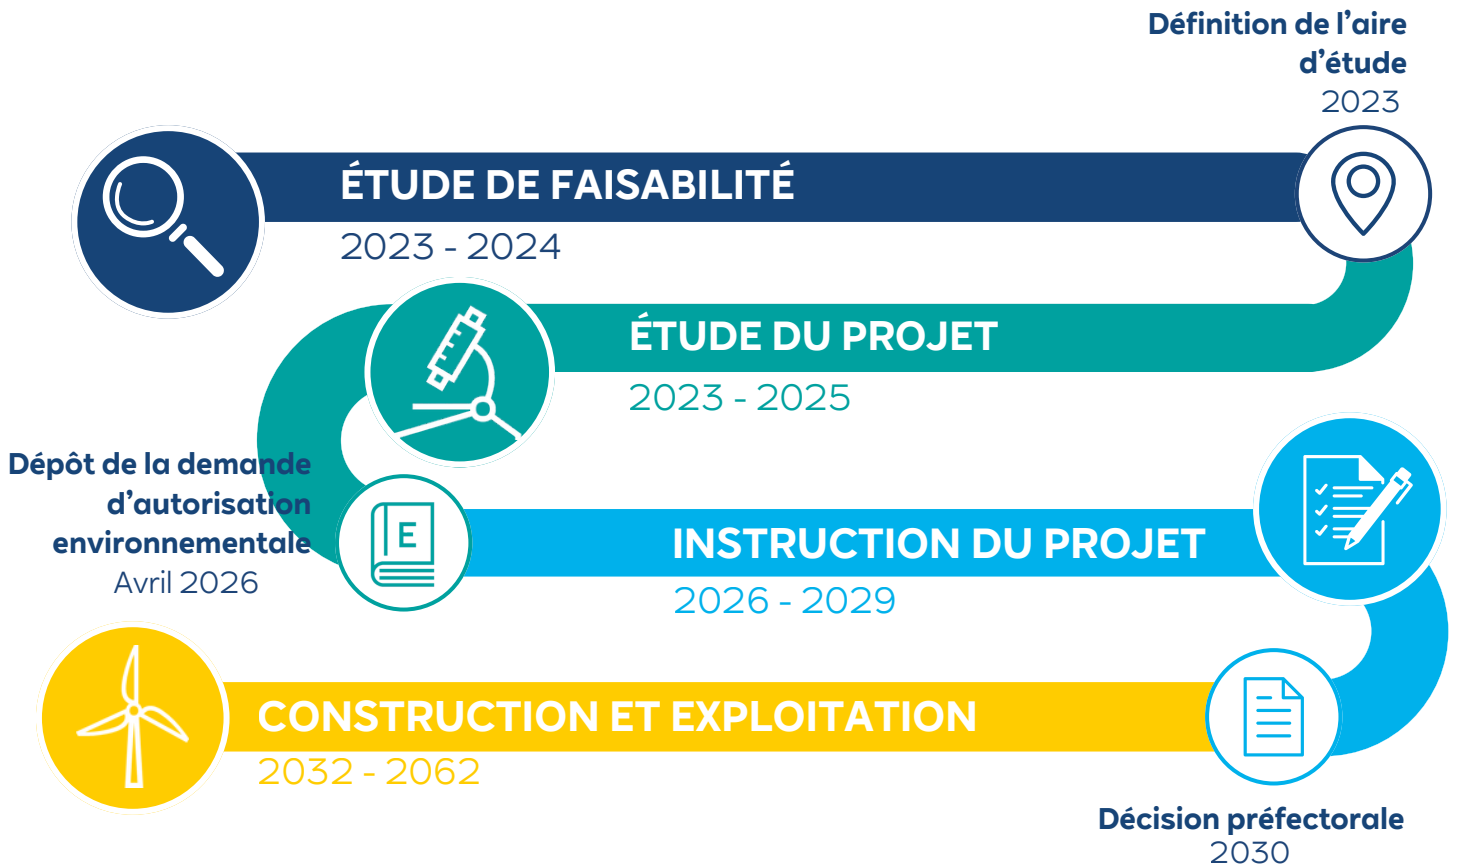 Définition de l'aire
d'étude
2023
ÉTUDE DE FAISABILITÉ
2023 - 2024
ÉTUDE DU PROJET
2023 - 2025
Dépôt de la demande
d'autorisation
environnementale
Avril 2026
E
INSTRUCTION DU PROJET
2026 - 2029
CONSTRUCTION ET EXPLOITATION
2032 - 2062
Décision préfectorale
2030